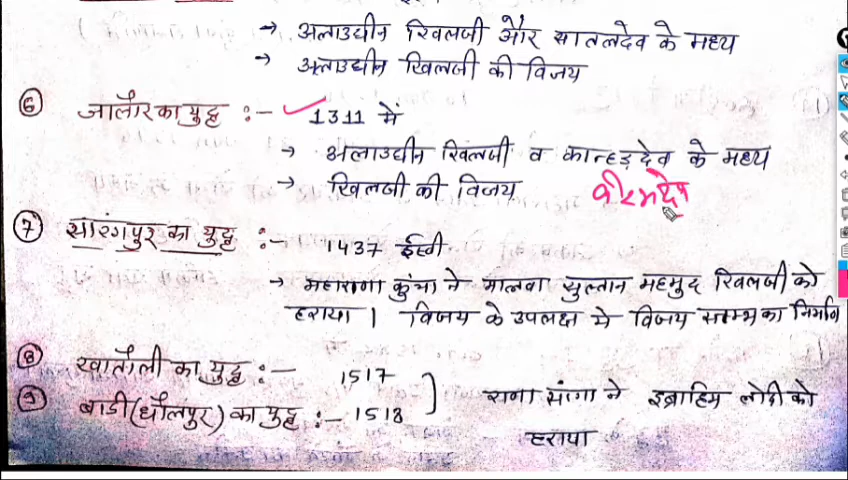 → अलाउद्दीन खिलजी और सातलदेव के मध्य
→ अलाउद्दीन खिलजी की विजय
⑥ जालौर का युद्ध :- 1311 में
→ अलाउद्दीन खिलजी व कान्हड़देव के मध्य
→ खिलजी की विजय वीरमदेव
⑦ सारंगपुर का युद्ध :- 1437 ईस्वी
→ महाराणा कुंभा ने मालवा सुल्तान महमुद खिलजी को
हराया । विजय के उपलक्ष मे विजय स्तम्भ का निर्माण
⑧ खातौली का युद्ध :- 1517
⑨ बाडी (धौलपुर) का युद्ध :- 1518 } राणा सांगा ने इब्राहिम लोदी को
हराया